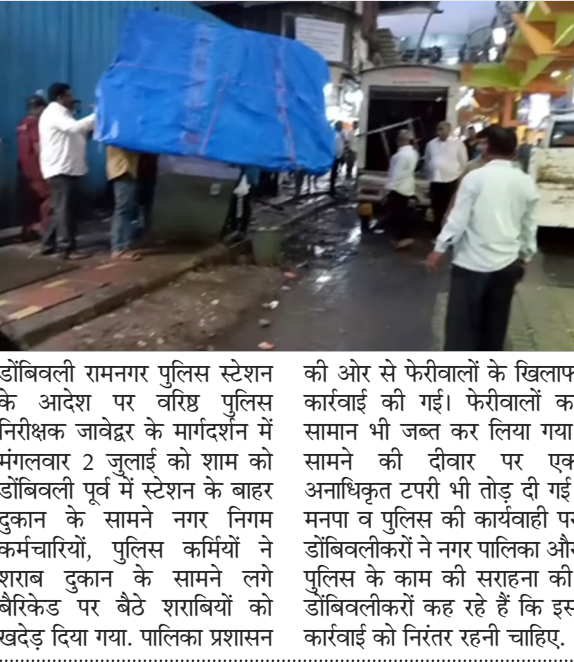 डोंबिवली रामनगर पुलिस स्टेशन
के आदेश पर वरिष्ठ पुलिस
निरीक्षक जावेद्वर के मार्गदर्शन में
मंगलवार 2 जुलाई को शाम को
डोंबिवली पूर्व में स्टेशन के बाहर
दुकान के सामने नगर निगम
कर्मचारियों, पुलिस कर्मियों ने
शराब दुकान के सामने लगे
बैरिकेड पर बैठे शराबियों को
खदेड़ दिया गया. पालिका प्रशासन
की ओर से फेरीवालों के खिलाफ
कार्रवाई की गई। फेरीवालों का
सामान भी जब्त कर लिया गया
सामने की दीवार पर एक
अनाधिकृत टपरी भी तोड़ दी गई
मनपा व पुलिस की कार्यवाही पर
डोंबिवलीकरों ने नगर पालिका और
पुलिस के काम की सराहना की
डोंबिवलीकरों कह रहे हैं कि इस
कार्रवाई को निरंतर रहनी चाहिए.